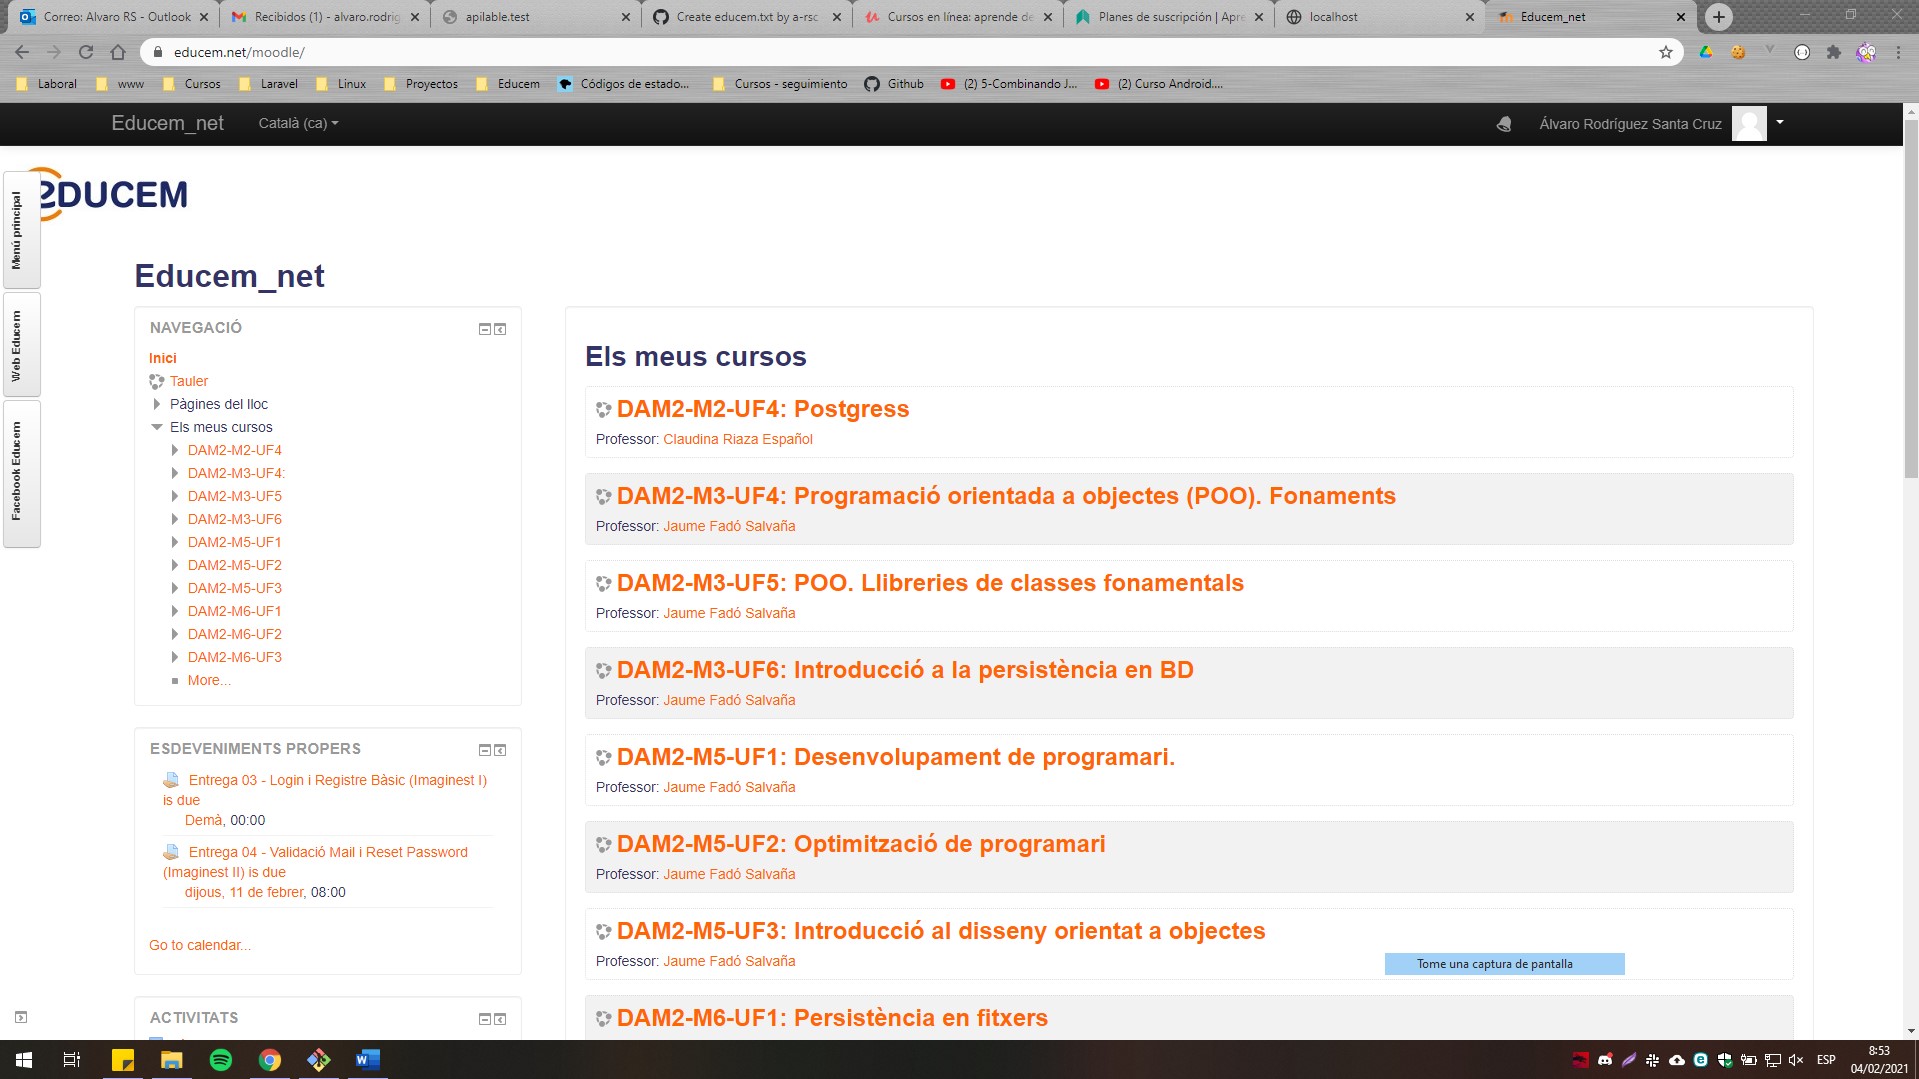 Correo: Alvaro RS - Outlook
Recibidos (1) - alvaro.rodrig
apilable.test
Create educem.txt by a-rsc
Cursos en línea: aprende de
Planes de suscripción | Apre
localhost
Educem_net
educem.net/moodle/
Laboral
www
Cursos
Laravel
Linux
Proyectos
Educem
Códigos de estado...
Cursos - seguimiento
Github
(2) 5-Combinando J...
(2) Curso Android....
Educem_net
Català (ca)
Álvaro Rodríguez Santa Cruz
EDUCEM
Menú principal
Web Educem
Facebook Educem
Educem_net
NAVEGACIÓ
Inici
Tauler
Pàgines del lloc
Els meus cursos
DAM2-M2-UF4
DAM2-M3-UF4:
DAM2-M3-UF5
DAM2-M3-UF6
DAM2-M5-UF1
DAM2-M5-UF2
DAM2-M5-UF3
DAM2-M6-UF1
DAM2-M6-UF2
DAM2-M6-UF3
More...
ESDEVENIMENTS PROPERS
Entrega 03 - Login i Registre Bàsic (Imaginest I)
is due
Demà, 00:00
Entrega 04 - Validació Mail i Reset Password
(Imaginest II) is due
dijous, 11 de febrer, 08:00
Go to calendar...
ACTIVITATS
Els meus cursos
DAM2-M2-UF4: Postgress
Professor: Claudina Riaza Español
DAM2-M3-UF4: Programació orientada a objectes (POO). Fonaments
Professor: Jaume Fadó Salvaña
DAM2-M3-UF5: POO. Llibreries de classes fonamentals
Professor: Jaume Fadó Salvaña
DAM2-M3-UF6: Introducció a la persistència en BD
Professor: Jaume Fadó Salvaña
DAM2-M5-UF1: Desenvolupament de programari.
Professor: Jaume Fadó Salvaña
DAM2-M5-UF2: Optimització de programari
Professor: Jaume Fadó Salvaña
DAM2-M5-UF3: Introducció al disseny orientat a objectes
Professor: Jaume Fadó Salvaña
Tome una captura de pantalla
DAM2-M6-UF1: Persistència en fitxers
ESP
8:53
04/02/2021